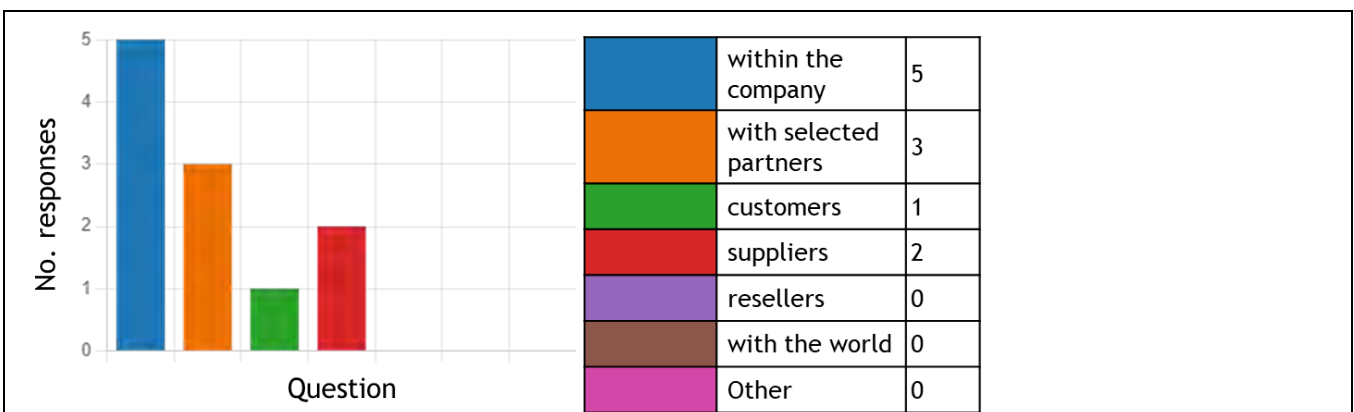 5
4
3
2
1
0
No. responses
Question
within the
company
5
with selected
partners
3
customers 1
suppliers 2
resellers 0
with the world 0
Other 0